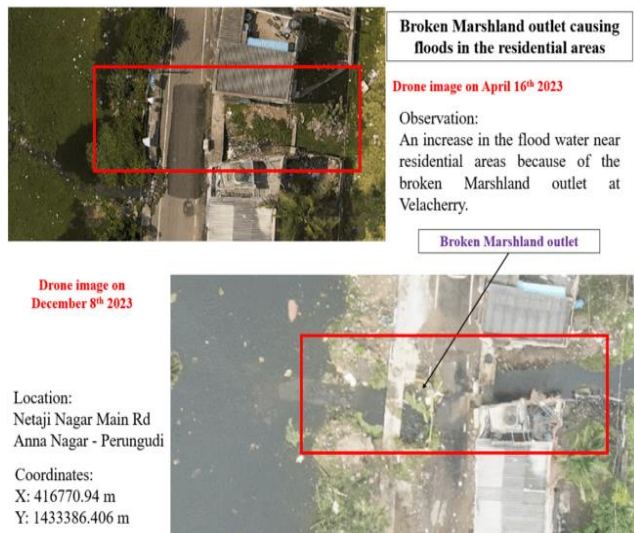 Broken Marshland outlet causing
floods in the residential areas
Drone image on April 16th 2023
Observation:
An increase in the flood water near
residential areas because of the
broken Marshland outlet at
Velacherry.
Broken Marshland outlet
Drone image on
December 8th 2023
Location:
Netaji Nagar Main Rd
Anna Nagar - Perungudi
Coordinates:
X: 416770.94 m
Y: 1433386.406 m